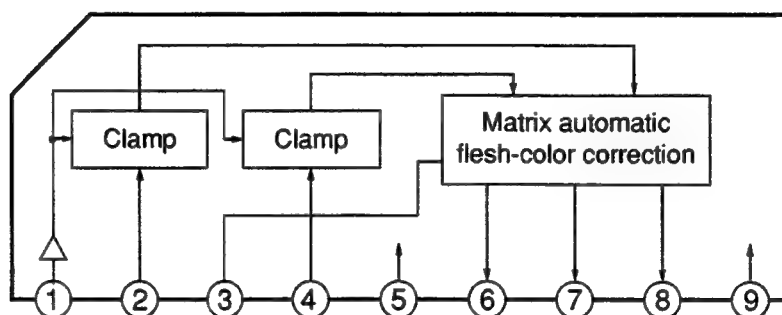 Clamp
Clamp
Matrix automatic
flesh-color correction
1 2 3 4 5 6 7 8 9